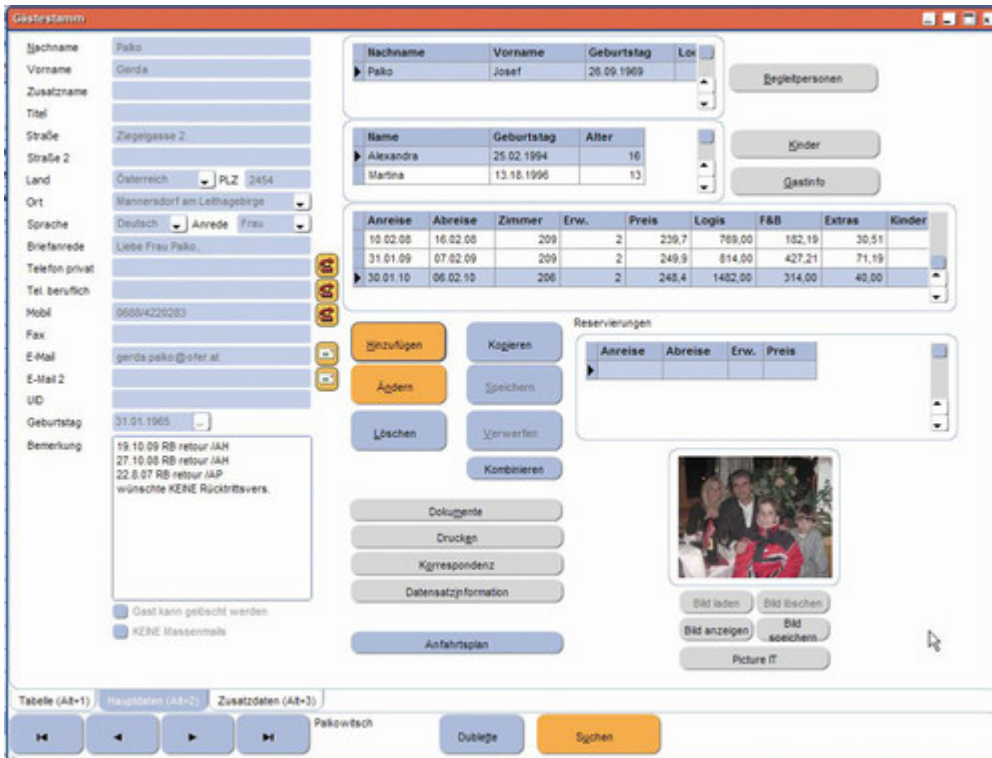 Gästestamm
Nachname Palko
Vorname Gerda
Zusatzname
Titel
Straße Ziegelgasse 2
Straße 2
Land Österreich PLZ 2454
Ort Mannersdorf am Leithagebirge
Sprache Deutsch Anrede Frau
Briefanrede Liebe Frau Palko,
Telefon privat
Tel. beruflich
Mobil 0688/4220283
Fax
E-Mail gerda.palko@ofer.at
E-Mail 2
UID
Geburtstag 31.01.1965 ...
Bemerkung
19.10.09 RB retour /AH
27.10.08 RB retour /AH
22.8.07 RB retour /AP
wünschte KEINE Rücktrittsvers.
Gast kann gelöscht werden
KEINE Massenmails
Nachname Vorname Geburtstag
Palko Josef 26.09.1969
Begleitpersonen
Name Geburtstag Alter
Alexandra 25.02.1994 16
Martina 13.18.1996 13
Kinder
Gastinfo
Anreise Abreise Zimmer Erw. Preis Logis F&B Extras Kinder
10.02.08 16.02.08 209 2 239,7 769,00 182,19 30,51
31.01.09 07.02.09 209 2 249,9 814,00 427,21 71,19
30.01.10 06.02.10 206 2 248,4 1482,00 314,00 40,00
Hinzufügen Kopieren
Ändern Speichern
Löschen Verwerfen
Kombinieren
Reservierungen
Anreise Abreise Erw. Preis
Dokumente
Drucken
Korrespondenz
Datensatzinformation
Anfahrtsplan
Bild laden Bild löschen
Bild anzeigen Bild speichern
Picture IT
Tabelle (Alt+1) Hauptdaten (Alt+2) Zusatzdaten (Alt+3)
Palkowitsch
Dublette Suchen